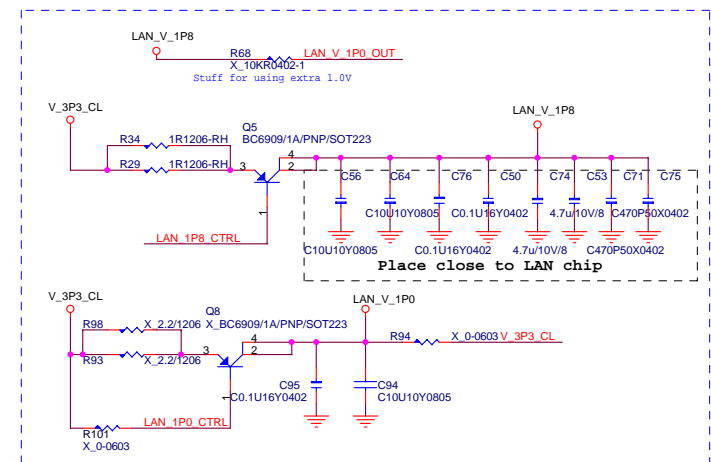 LAN_V_1P8
R68 LAN_V_1P0_OUT
X_10KR0402-1
Stuff for using extra 1.0V
V_3P3_CL LAN_V_1P8
Q5
R34 1R1206-RH BC6909/1A/PNP/SOT223
4
R29 1R1206-RH 3 2
C56 C64 C76 C50 C74 C53 C71 C75
1
C10U10Y0805 C0.1U16Y0402 4.7u/10V/8 C470P50X0402
LAN_1P8_CTRL
C10U10Y0805 C0.1U16Y0402 4.7u/10V/8 C470P50X0402
Place close to LAN chip
V_3P3_CL LAN_V_1P0
Q8
R98 X_2.2/1206 X_BC6909/1A/PNP/SOT223
4 R94 X_0-0603 V_3P3_CL
3 2
R93 X_2.2/1206
C95 C94
1 C0.1U16Y0402 C10U10Y0805
LAN_1P0_CTRL
R101
X_0-0603